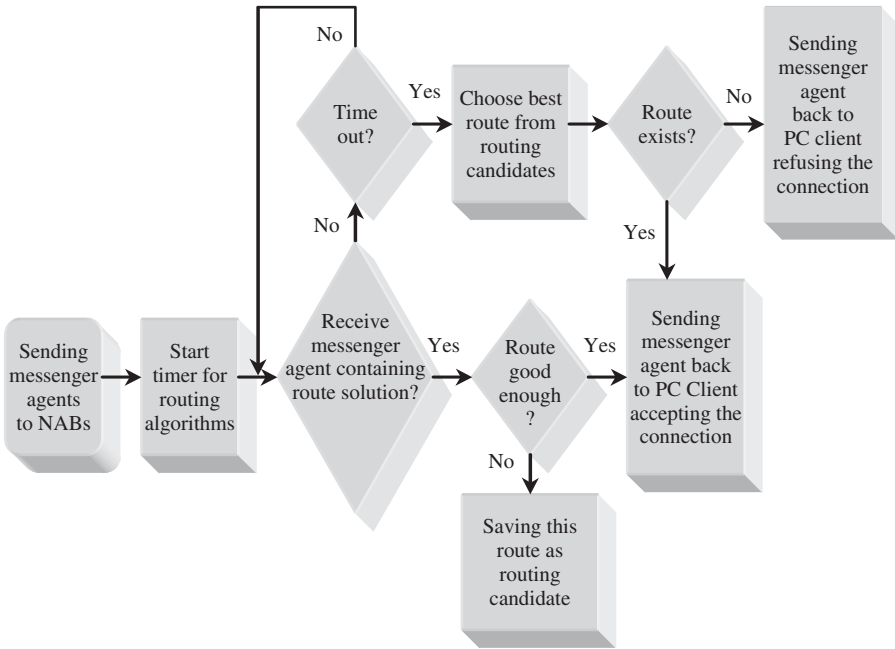 No
Time
out?
Yes
Choose best
route from
routing
candidates
Route
exists?
No
Sending
messenger
agent
back to
PC client
refusing the
connection
No
Yes
Sending
messenger
agents
to NABs
Start
timer for
routing
algorithms
Receive
messenger
agent containing
route solution?
Yes
Route
good
enough
?
Yes
Sending
messenger
agent back
to PC Client
accepting the
connection
No
Saving this
route as
routing
candidate